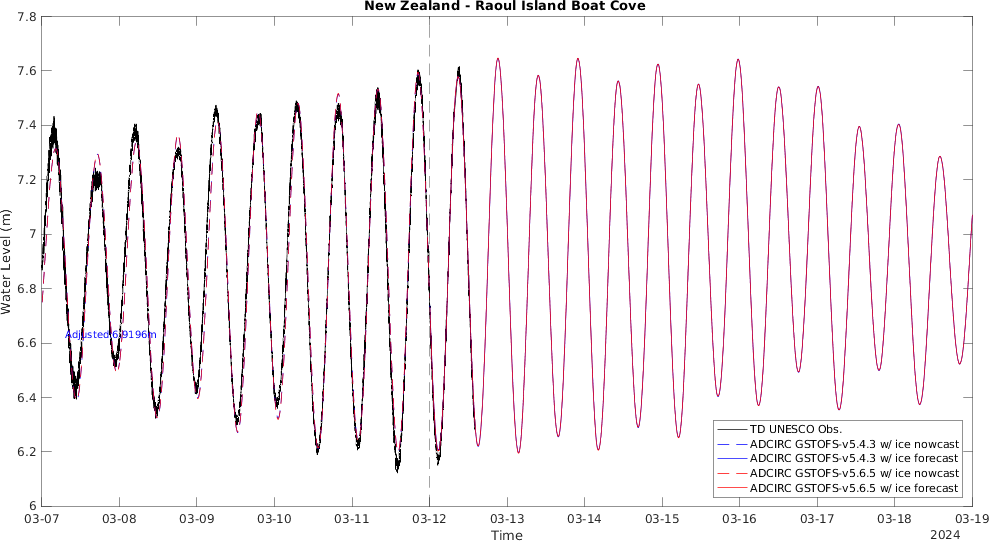 New Zealand - Raoul Island Boat Cove
7.8
7.6
7.4
7.2
7
6.8
6.6
6.4
6.2
6
Water Level (m)
Adjusted 6.9196m
TD UNESCO Obs.
ADCIRC GSTOFS-v5.4.3 w/ ice nowcast
ADCIRC GSTOFS-v5.4.3 w/ ice forecast
ADCIRC GSTOFS-v5.6.5 w/ ice nowcast
ADCIRC GSTOFS-v5.6.5 w/ ice forecast
03-07 03-08 03-09 03-10 03-11 03-12 03-13 03-14 03-15 03-16 03-17 03-18 03-19
Time
2024